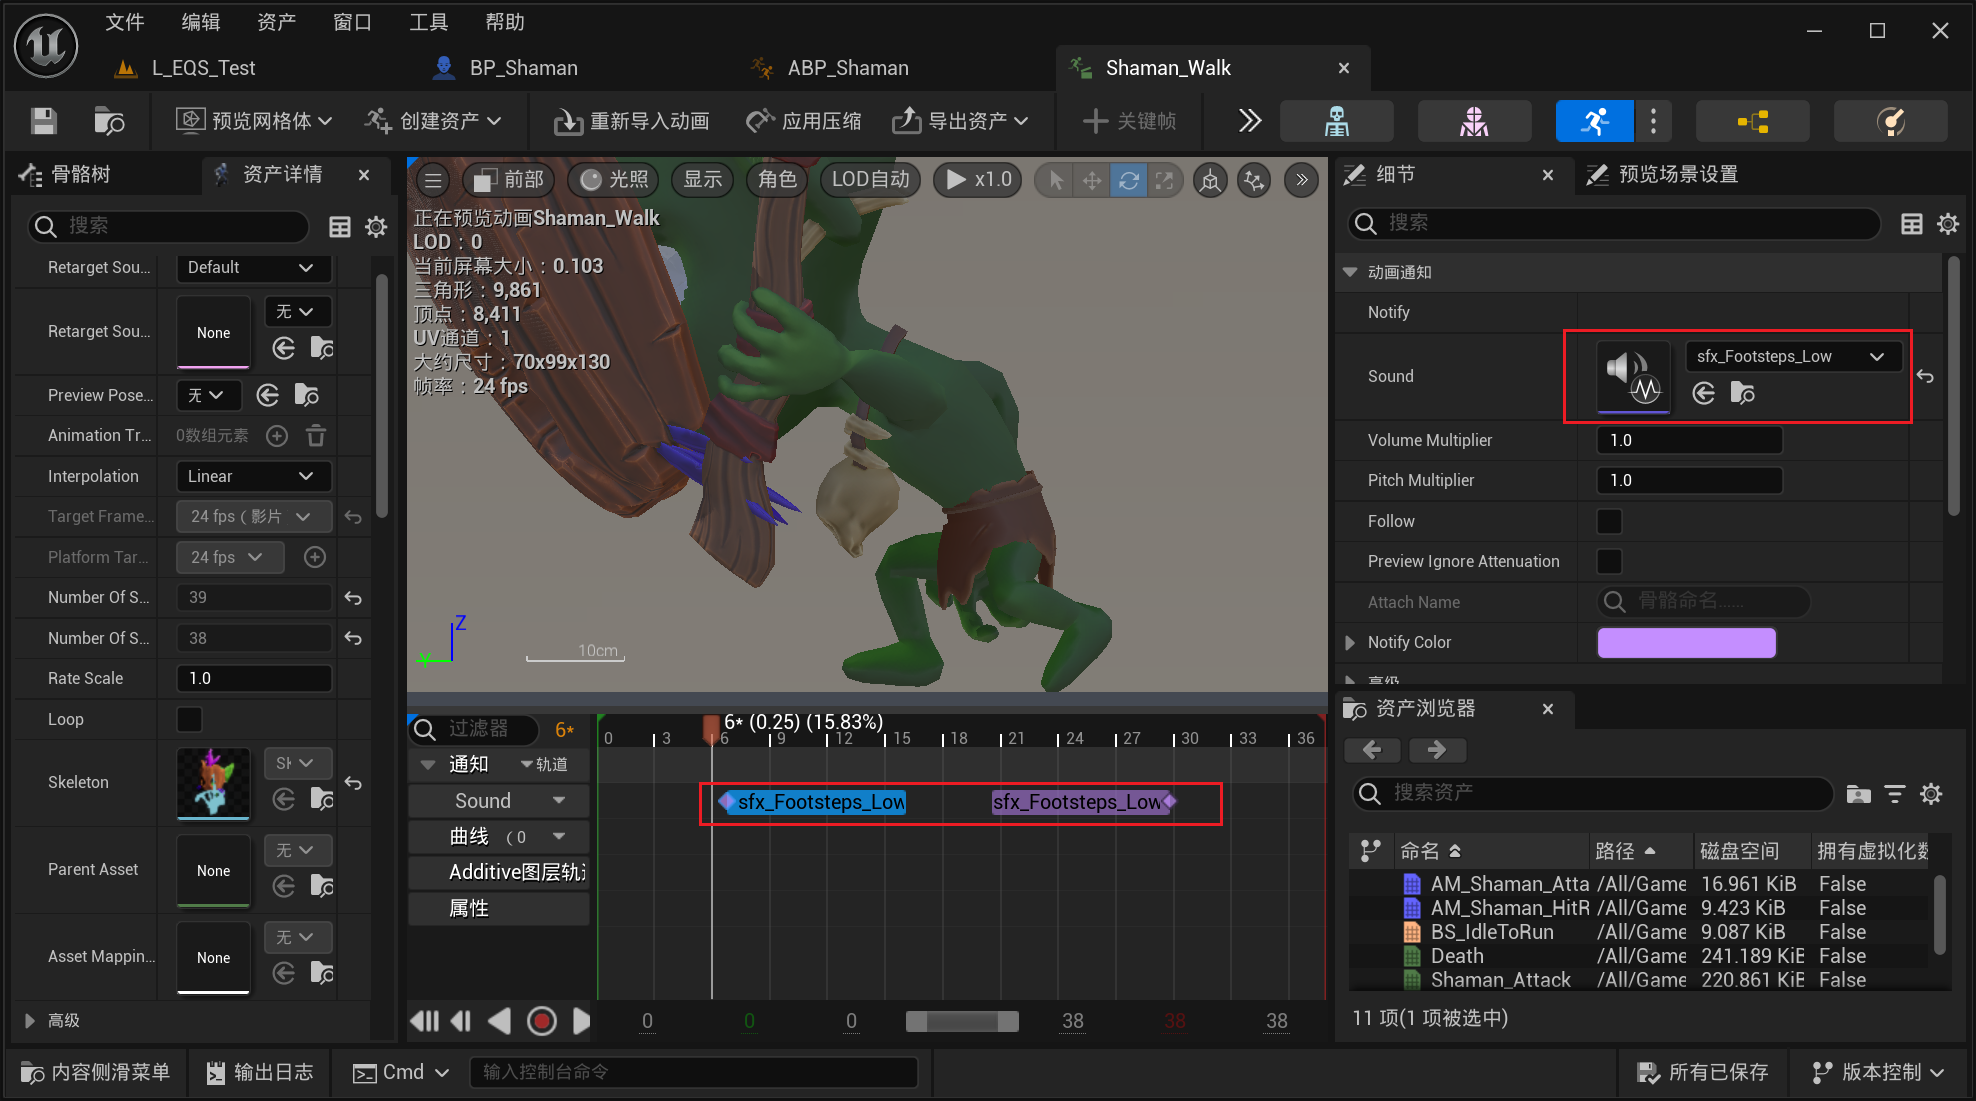 文件 编辑 资产 窗口 工具 帮助
L_EQS_Test BP_Shaman ABP_Shaman Shaman_Walk
预览网格体 创建资产 重新导入动画 应用压缩 导出资产 关键帧
骨骼树 资产详情
搜索
Retarget Sou... Default
Retarget Sou... None 无
Preview Pose... 无
Animation Tr... 0数组元素
Interpolation Linear
Target Frame... 24 fps ( 影片
Platform Tar... 24 fps
Number Of S... 39
Number Of S... 38
Rate Scale 1.0
Loop
Skeleton
Parent Asset None 无
Asset Mappin... None 无
高级
前部 光照 显示 角色 LOD自动 x1.0
正在预览动画Shaman_Walk
LOD：0
当前屏幕大小：0.103
三角形：9,861
顶点：8,411
UV通道：1
大约尺寸：70x99x130
帧率：24 fps
Z
Y
10cm
过滤器 6* 6* (0.25) (15.83%)
0 3 6 9 12 15 18 21 24 27 30 33 36
通知 轨道
Sound sfx_Footsteps_Low sfx_Footsteps_Low
曲线 ( 0
Additive图层轨
属性
0 0 0 38 38 38
细节 预览场景设置
搜索
动画通知
Notify
Sound sfx_Footsteps_Low
Volume Multiplier 1.0
Pitch Multiplier 1.0
Follow
Preview Ignore Attenuation
Attach Name 骨骼命名......
Notify Color
高级
资产浏览器
搜索资产
命名 路径 磁盘空间 拥有虚拟化数
AM_Shaman_Atta /All/Game 16.961 KiB False
AM_Shaman_HitR /All/Game 9.423 KiB False
BS_IdleToRun /All/Game 9.087 KiB False
Death /All/Game 241.189 KiB False
Shaman_Attack /All/Game 220.861 KiB False
11 项(1 项被选中)
内容侧滑菜单 输出日志 Cmd 输入控制台命令 所有已保存 版本控制